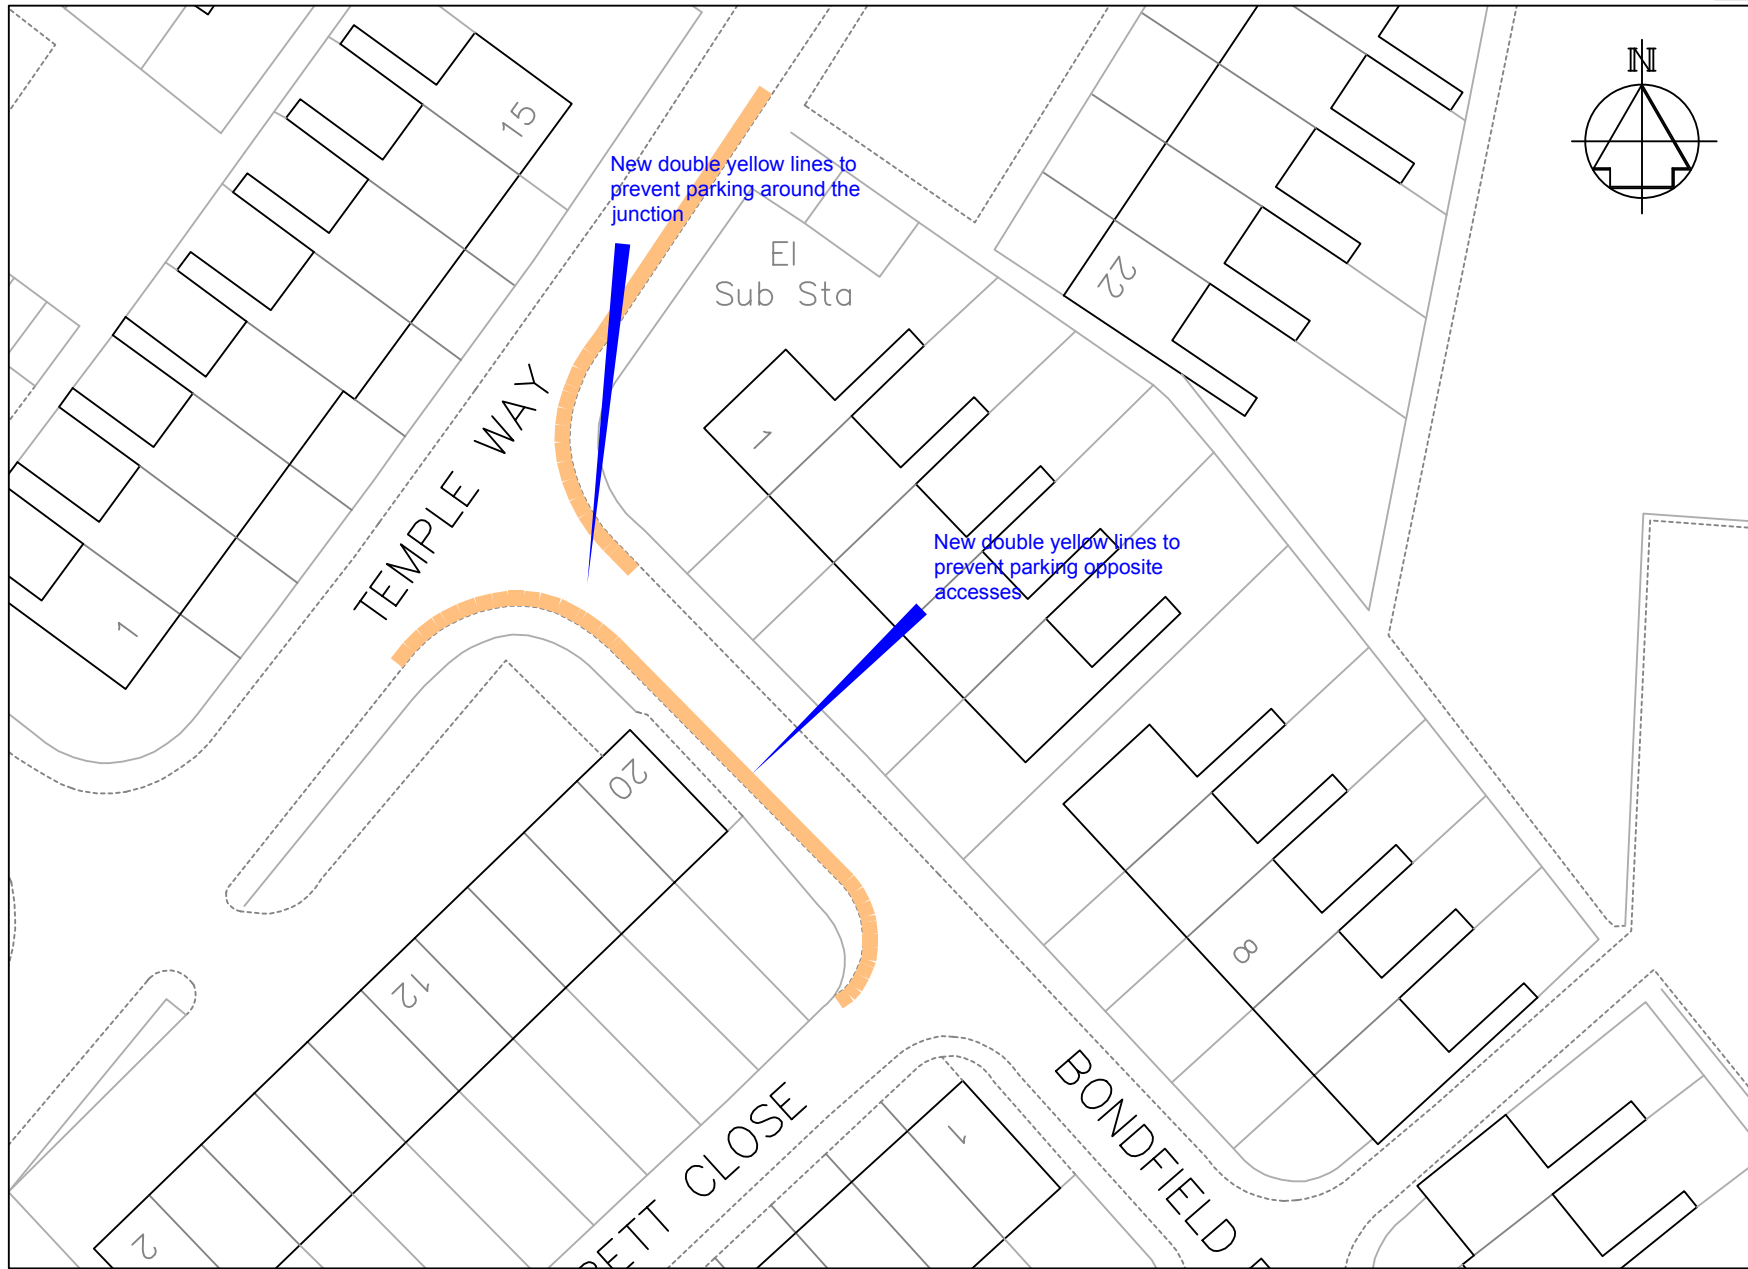 N
15
New double yellow lines to
prevent parking around the
junction
El
Sub Sta
22
TEMPLE WAY
1
New double yellow lines to
prevent parking opposite
accesses
1
20
8
12
BONDFIELD
1
CLOSE
2